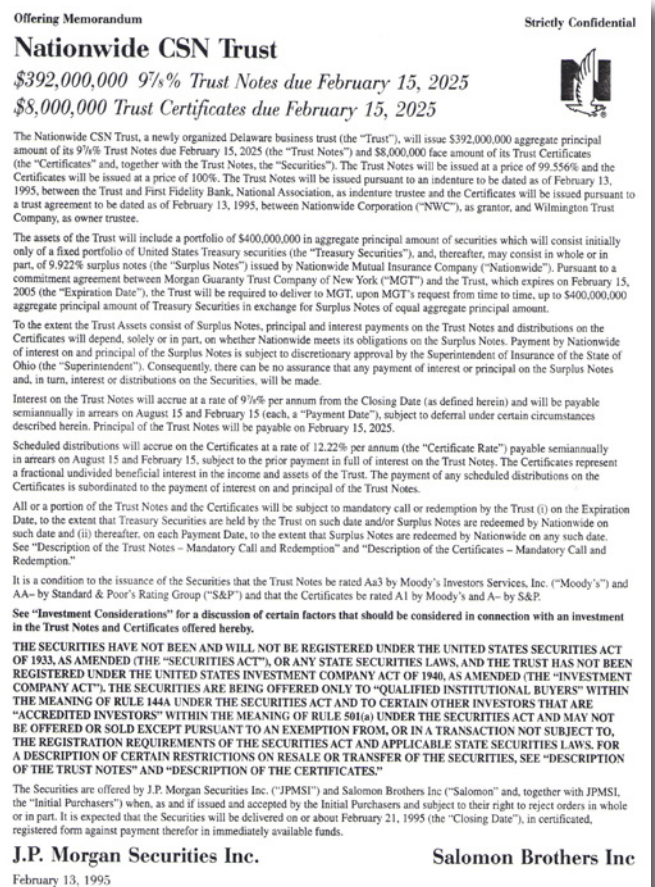 Offering Memorandum
Strictly Confidential
Nationwide CSN Trust
$392,000,000 9⅞% Trust Notes due February 15, 2025
$8,000,000 Trust Certificates due February 15, 2025
The Nationwide CSN Trust, a newly organized Delaware business trust (the “Trust”), will issue $392,000,000 aggregate principal
amount of its 9⅞% Trust Notes due February 15, 2025 (the “Trust Notes”) and $8,000,000 face amount of its Trust Certificates
(the “Certificates” and, together with the Trust Notes, the “Securities”). The Trust Notes will be issued at a price of 99.556% and the
Certificates will be issued at a price of 100%. The Trust Notes will be issued pursuant to an indenture to be dated as of February 13,
1995, between the Trust and First Fidelity Bank, National Association, as indenture trustee and the Certificates will be issued pursuant to
a trust agreement to be dated as of February 13, 1995, between Nationwide Corporation (“NWC”), as grantor, and Wilmington Trust
Company, as owner trustee.
The assets of the Trust will include a portfolio of $400,000,000 in aggregate principal amount of securities which will consist initially
only of a fixed portfolio of United States Treasury securities (the “Treasury Securities”), and, thereafter, may consist in whole or in
part, of 9.922% surplus notes (the “Surplus Notes”) issued by Nationwide Mutual Insurance Company (“Nationwide”). Pursuant to a
commitment agreement between Morgan Guaranty Trust Company of New York (“MGT”) and the Trust, which expires on February 15,
2005 (the “Expiration Date”), the Trust will be required to deliver to MGT, upon MGT’s request from time to time, up to $400,000,000
aggregate principal amount of Treasury Securities in exchange for Surplus Notes of equal aggregate principal amount.
To the extent the Trust Assets consist of Surplus Notes, principal and interest payments on the Trust Notes and distributions on the
Certificates will depend, solely or in part, on whether Nationwide meets its obligations on the Surplus Notes. Payment by Nationwide
of interest on and principal of the Surplus Notes is subject to discretionary approval by the Superintendent of Insurance of the State of
Ohio (the “Superintendent”). Consequently, there can be no assurance that any payment of interest or principal on the Surplus Notes
and, in turn, interest or distributions on the Securities, will be made.
Interest on the Trust Notes will accrue at a rate of 9⅞% per annum from the Closing Date (as defined herein) and will be payable
semiannually in arrears on August 15 and February 15 (each, a “Payment Date”), subject to deferral under certain circumstances
described herein. Principal of the Trust Notes will be payable on February 15, 2025.
Scheduled distributions will accrue on the Certificates at a rate of 12.22% per annum (the “Certificate Rate”) payable semiannually
in arrears on August 15 and February 15, subject to the prior payment in full of interest on the Trust Notes. The Certificates represent
a fractional undivided beneficial interest in the income and assets of the Trust. The payment of any scheduled distributions on the
Certificates is subordinated to the payment of interest on and principal of the Trust Notes.
All or a portion of the Trust Notes and the Certificates will be subject to mandatory call or redemption by the Trust (i) on the Expiration
Date, to the extent that Treasury Securities are held by the Trust on such date and/or Surplus Notes are redeemed by Nationwide on
such date and (ii) thereafter, on each Payment Date, to the extent that Surplus Notes are redeemed by Nationwide on any such date.
See “Description of the Trust Notes – Mandatory Call and Redemption” and “Description of the Certificates – Mandatory Call and
Redemption.”
It is a condition to the issuance of the Securities that the Trust Notes be rated Aa3 by Moody’s Investors Services, Inc. (“Moody’s”) and
AA– by Standard & Poor’s Rating Group (“S&P”) and that the Certificates be rated A1 by Moody’s and A– by S&P.
See “Investment Considerations” for a discussion of certain factors that should be considered in connection with an investment
in the Trust Notes and Certificates offered hereby.
THE SECURITIES HAVE NOT BEEN AND WILL NOT BE REGISTERED UNDER THE UNITED STATES SECURITIES ACT
OF 1933, AS AMENDED (THE “SECURITIES ACT”), OR ANY STATE SECURITIES LAWS, AND THE TRUST HAS NOT BEEN
REGISTERED UNDER THE UNITED STATES INVESTMENT COMPANY ACT OF 1940, AS AMENDED (THE “INVESTMENT
COMPANY ACT”). THE SECURITIES ARE BEING OFFERED ONLY TO “QUALIFIED INSTITUTIONAL BUYERS” WITHIN
THE MEANING OF RULE 144A UNDER THE SECURITIES ACT AND TO CERTAIN OTHER INVESTORS THAT ARE
“ACCREDITED INVESTORS” WITHIN THE MEANING OF RULE 501(a) UNDER THE SECURITIES ACT AND MAY NOT
BE OFFERED OR SOLD EXCEPT PURSUANT TO AN EXEMPTION FROM, OR IN A TRANSACTION NOT SUBJECT TO,
THE REGISTRATION REQUIREMENTS OF THE SECURITIES ACT AND APPLICABLE STATE SECURITIES LAWS. FOR
A DESCRIPTION OF CERTAIN RESTRICTIONS ON RESALE OR TRANSFER OF THE SECURITIES, SEE “DESCRIPTION
OF THE TRUST NOTES” AND “DESCRIPTION OF THE CERTIFICATES.”
The Securities are offered by J.P. Morgan Securities Inc. (“JPMSI”) and Salomon Brothers Inc (“Salomon” and, together with JPMSI,
the “Initial Purchasers”) when, as and if issued and accepted by the Initial Purchasers and subject to their right to reject orders in whole
or in part. It is expected that the Securities will be delivered on or about February 21, 1995 (the “Closing Date”), in certificated,
registered form against payment therefor in immediately available funds.
J.P. Morgan Securities Inc.
Salomon Brothers Inc
February 13, 1995